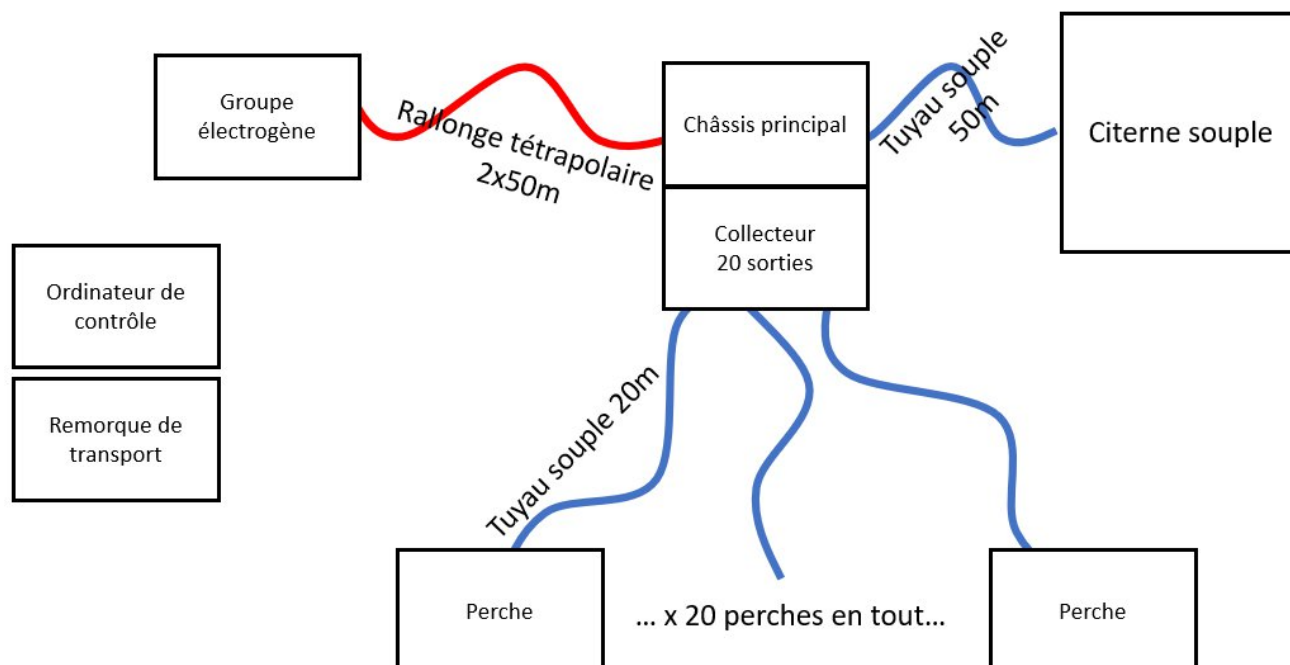 Groupe
électrogène
Rallonge tétrapolaire
2x50m
Châssis principal
Tuyau souple
50m
Citerne souple
Collecteur
20 sorties
Ordinateur de
contrôle
Remorque de
transport
Tuyau souple 20m
Perche
... x 20 perches en tout...
Perche